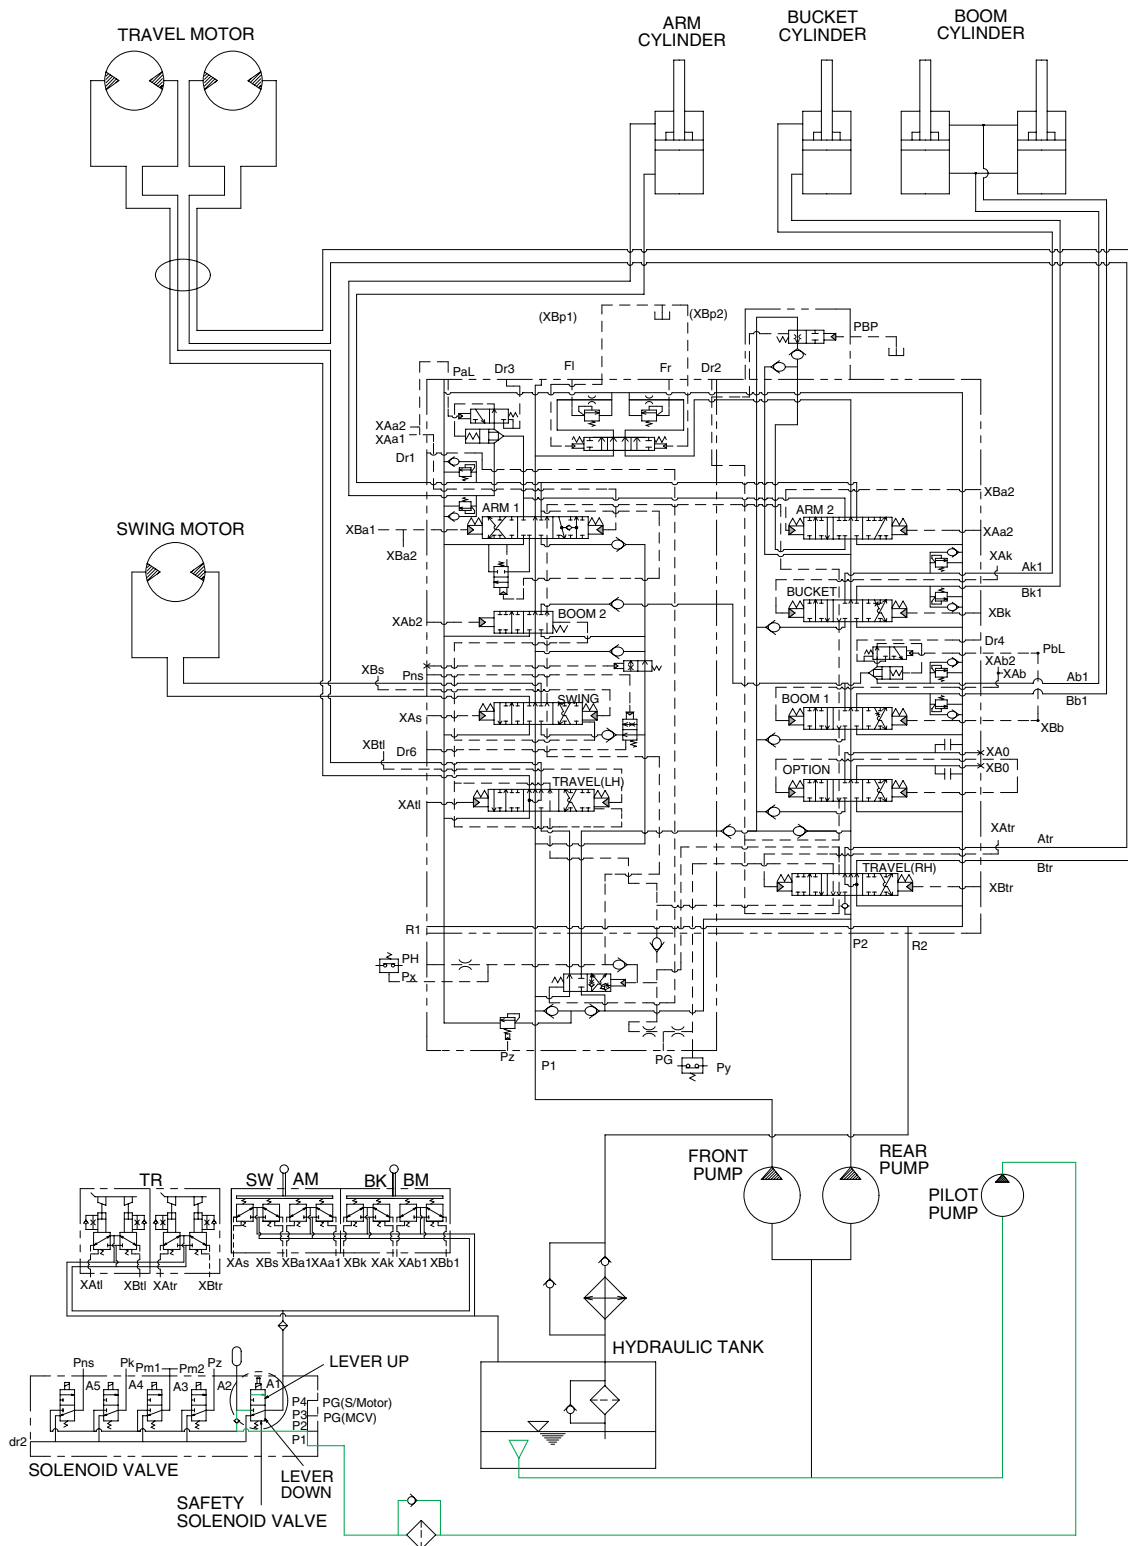 TRAVEL MOTOR
ARM
CYLINDER
BUCKET
CYLINDER
BOOM
CYLINDER
(XBp1)
(XBp2)
PBP
PaL
Dr3
Fl
Fr
Dr2
XAa2
XAa1
Dr1
SWING MOTOR
ARM 1
ARM 2
XBa2
XBa1
XBa2
XAa2
XAk
Ak1
BUCKET
Bk1
XBk
XAb2
BOOM 2
Dr4
PbL
XAb2
XAb
Ab1
Bb1
XBs
Pns
SWING
BOOM 1
XAs
XBb
XBtl
Dr6
XA0
XB0
OPTION
TRAVEL(LH)
XAtl
XAtr
Atr
Btr
TRAVEL(RH)
XBtr
R1
P2
R2
PH
Px
Pz
P1
PG
Py
FRONT
PUMP
REAR
PUMP
PILOT
PUMP
TR
SW
AM
BK
BM
XAs
XBs
XBa1
XAa1
XBk
XAk
XAb1
XBb1
XAtl
XBtl
XAtr
XBtr
HYDRAULIC TANK
LEVER UP
Pns
Pk
Pm1
Pm2
Pz
A5
A4
A3
A2
A1
P4
PG(S/Motor)
P3
PG(MCV)
P2
P1
dr2
SOLENOID VALVE
LEVER
DOWN
SAFETY
SOLENOID VALVE